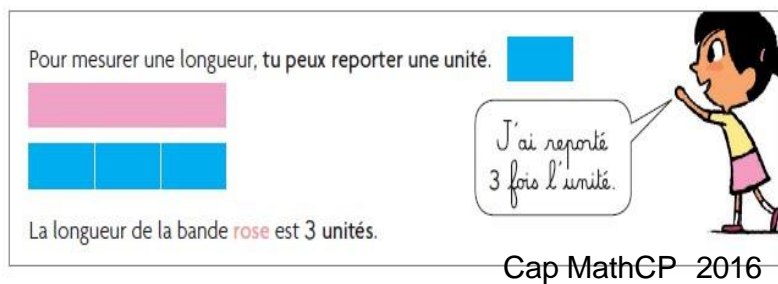 Pour mesurer une longueur, tu peux reporter une unité.
J'ai reporté
3 fois l'unité.
La longueur de la bande rose est 3 unités.
Cap MathCP 2016